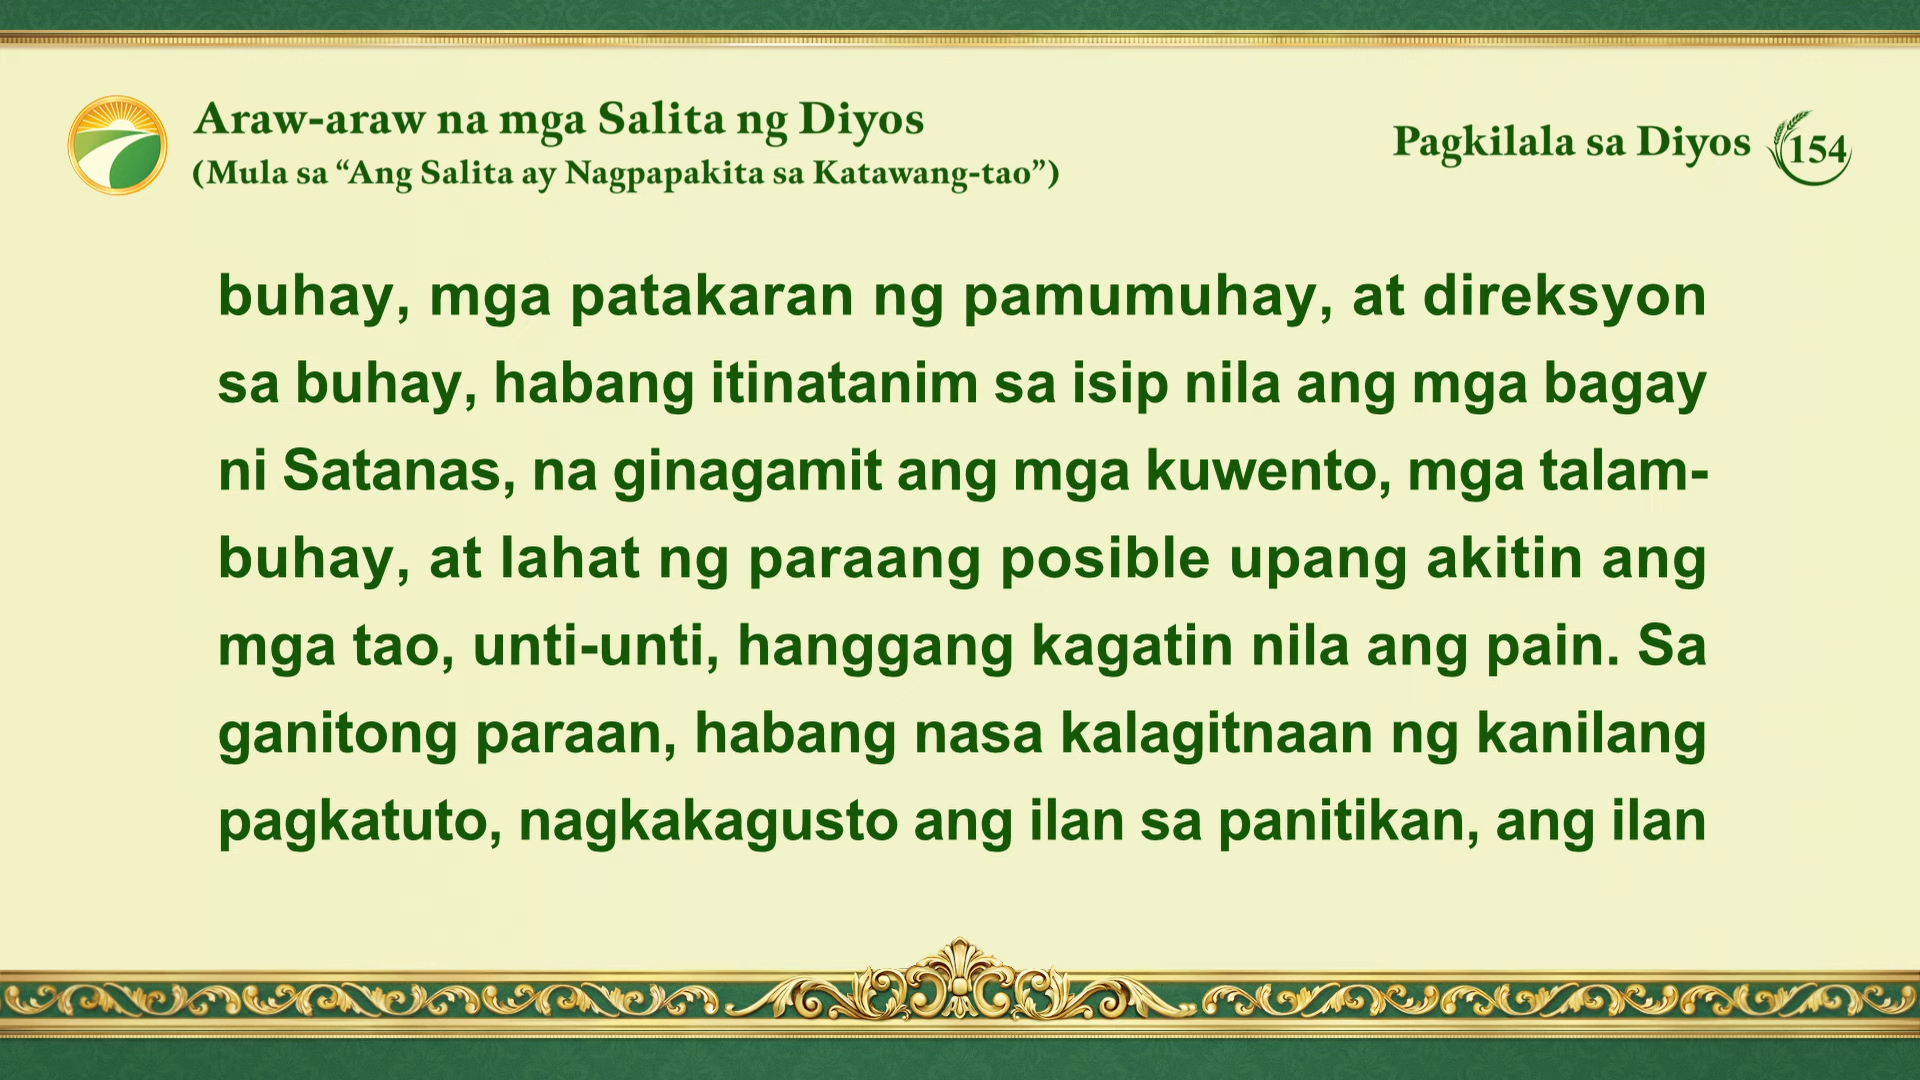 Araw-araw na mga Salita ng Diyos
(Mula sa “Ang Salita ay Nagpapakita sa Katawang-tao”)
Pagkilala sa Diyos 154
buhay, mga patakaran ng pamumuhay, at direksyon
sa buhay, habang itinatanim sa isip nila ang mga bagay
ni Satanas, na ginagamit ang mga kuwento, mga talam-
buhay, at lahat ng paraang posible upang akitin ang
mga tao, unti-unti, hanggang kagatin nila ang pain. Sa
ganitong paraan, habang nasa kalagitnaan ng kanilang
pagkatuto, nagkakagusto ang ilan sa panitikan, ang ilan